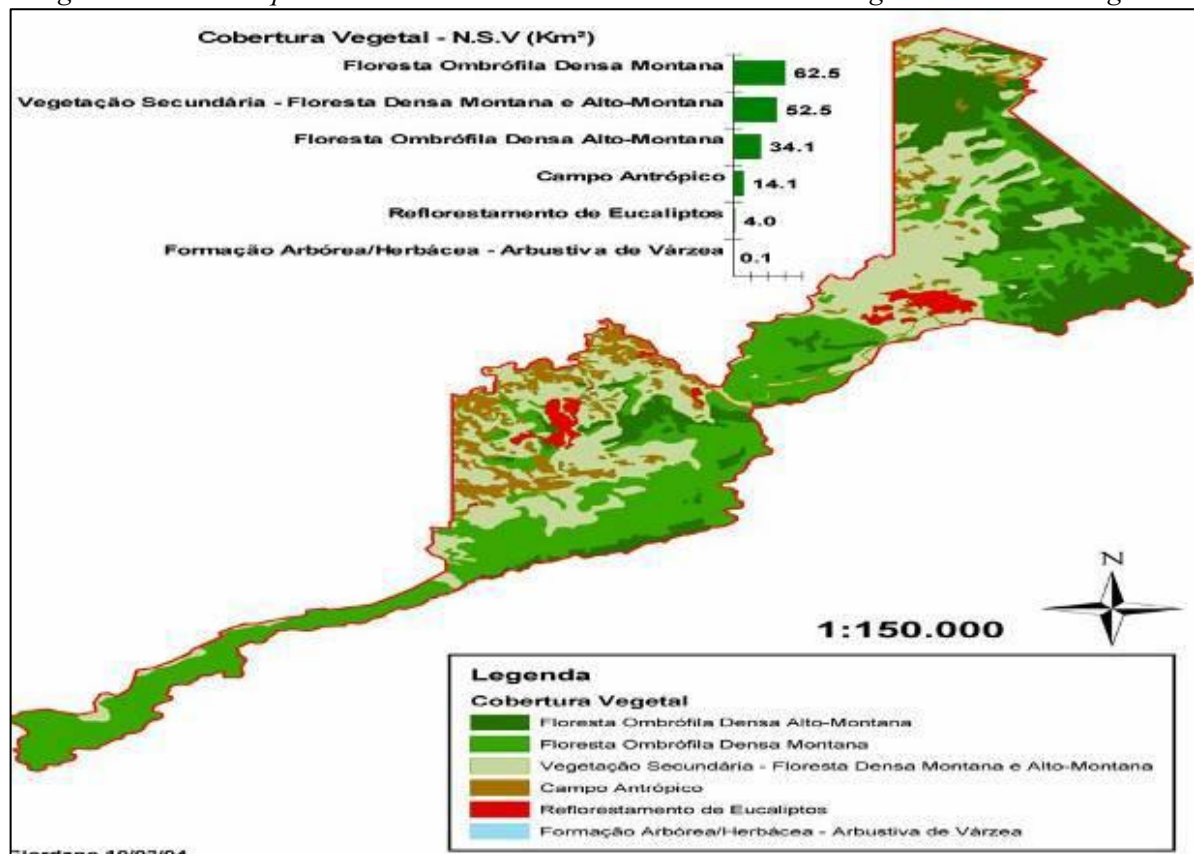 Cobertura Vegetal - N.S.V (Km²)
Floresta Ombrófila Densa Montana 62.5
Vegetação Secundária - Floresta Densa Montana e Alto-Montana 52.5
Floresta Ombrófila Densa Alto-Montana 34.1
Campo Antrópico 14.1
Reflorestamento de Eucaliptos 4.0
Formação Arbórea/Herbácea - Arbustiva de Várzea 0.1
N
1:150.000
Legenda
Cobertura Vegetal
Floresta Ombrófila Densa Alto-Montana
Floresta Ombrófila Densa Montana
Vegetação Secundária - Floresta Densa Montana e Alto-Montana
Campo Antrópico
Reflorestamento de Eucaliptos
Formação Arbórea/Herbácea - Arbustiva de Várzea